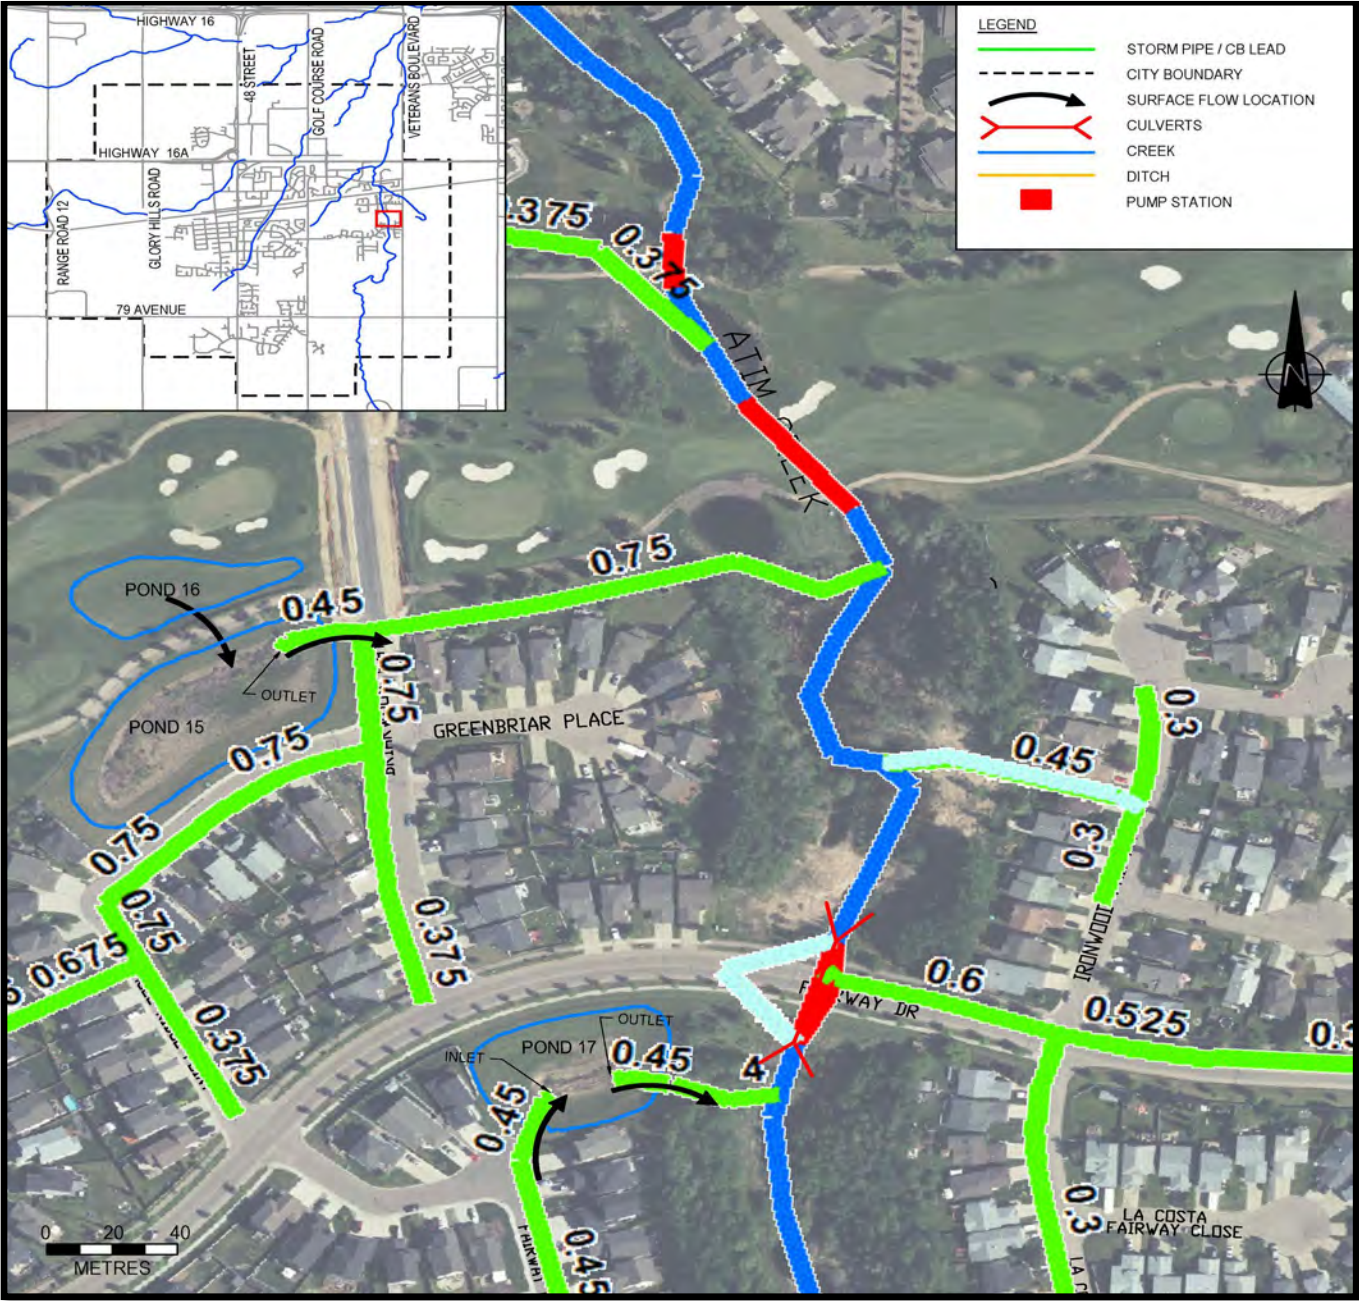 HIGHWAY 16
48 STREET
GOLF COURSE ROAD
VETERANS BOULEVARD
HIGHWAY 16A
RANGE ROAD 12
GLORY HILLS ROAD
79 AVENUE
LEGEND
STORM PIPE / CB LEAD
CITY BOUNDARY
SURFACE FLOW LOCATION
CULVERTS
CREEK
DITCH
PUMP STATION
N
.375
0.375
ATIM
0.75
POND 16
0.45
OUTLET
POND 15
0.75
0.75
GREENBRIAR PLACE
0.75
0.75
0.675
0.375
0.375
0.3
0.45
0.3
IRONWOOD
0.6
FAIRWAY DR
0.525
0.3
OUTLET
POND 17
INLET
0.45
4
0.45
0.45
FAIRWAY
0.3
LA COSTA
FAIRWAY CLOSE
LA C
0 20 40
METRES